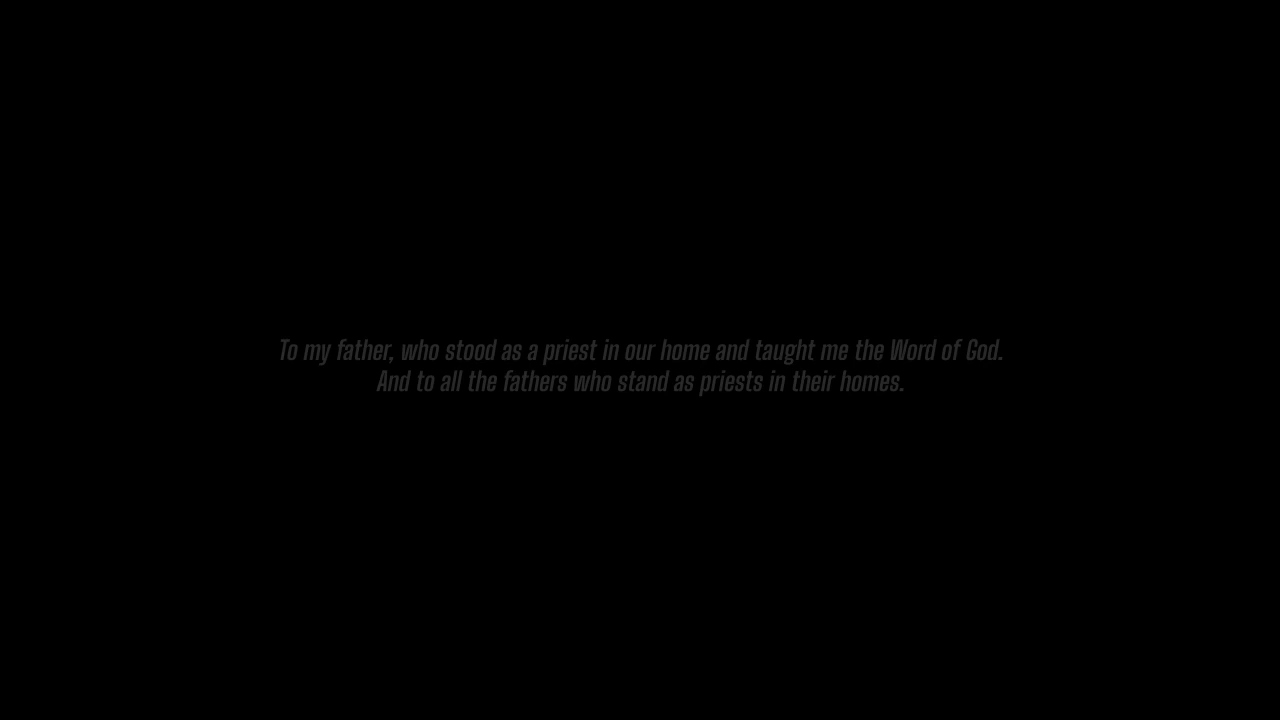 To my father, who stood as a priest in our home and taught me the Word of God.
And to all the fathers who stand as priests in their homes.